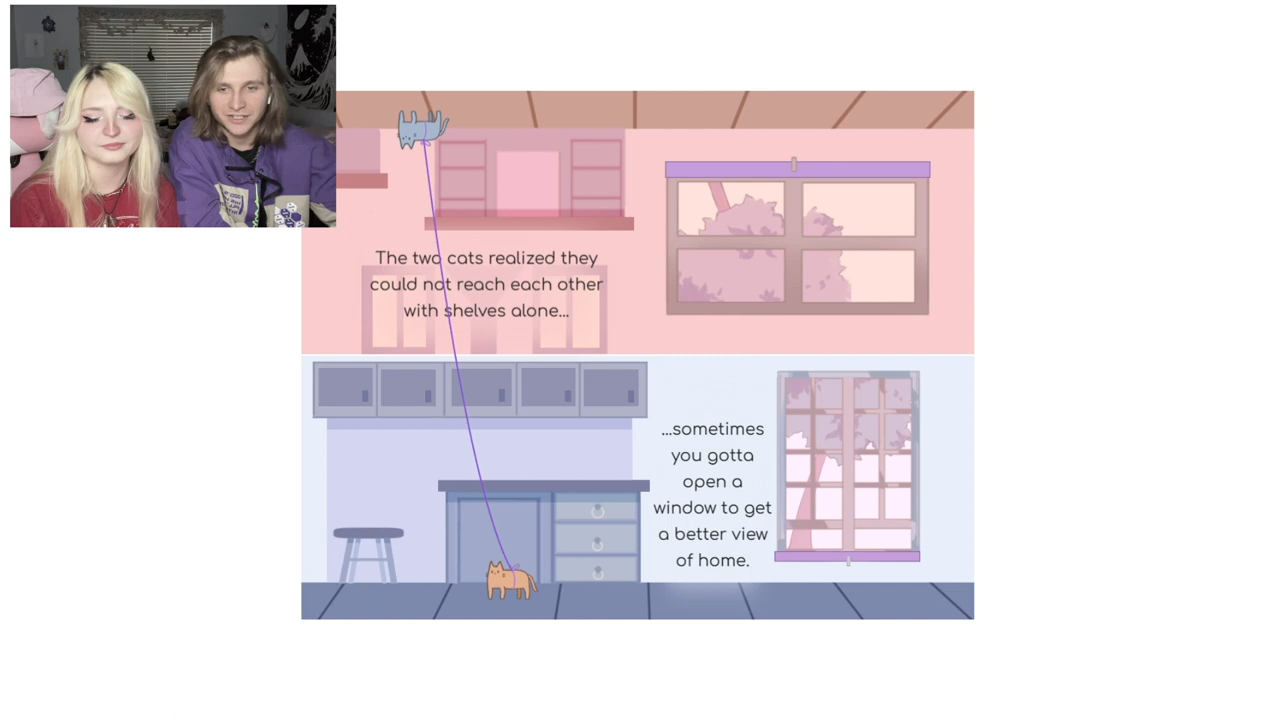 The two cats realized they
could not reach each other
with shelves alone...
...sometimes
you gotta
open a
window to get
a better view
of home.